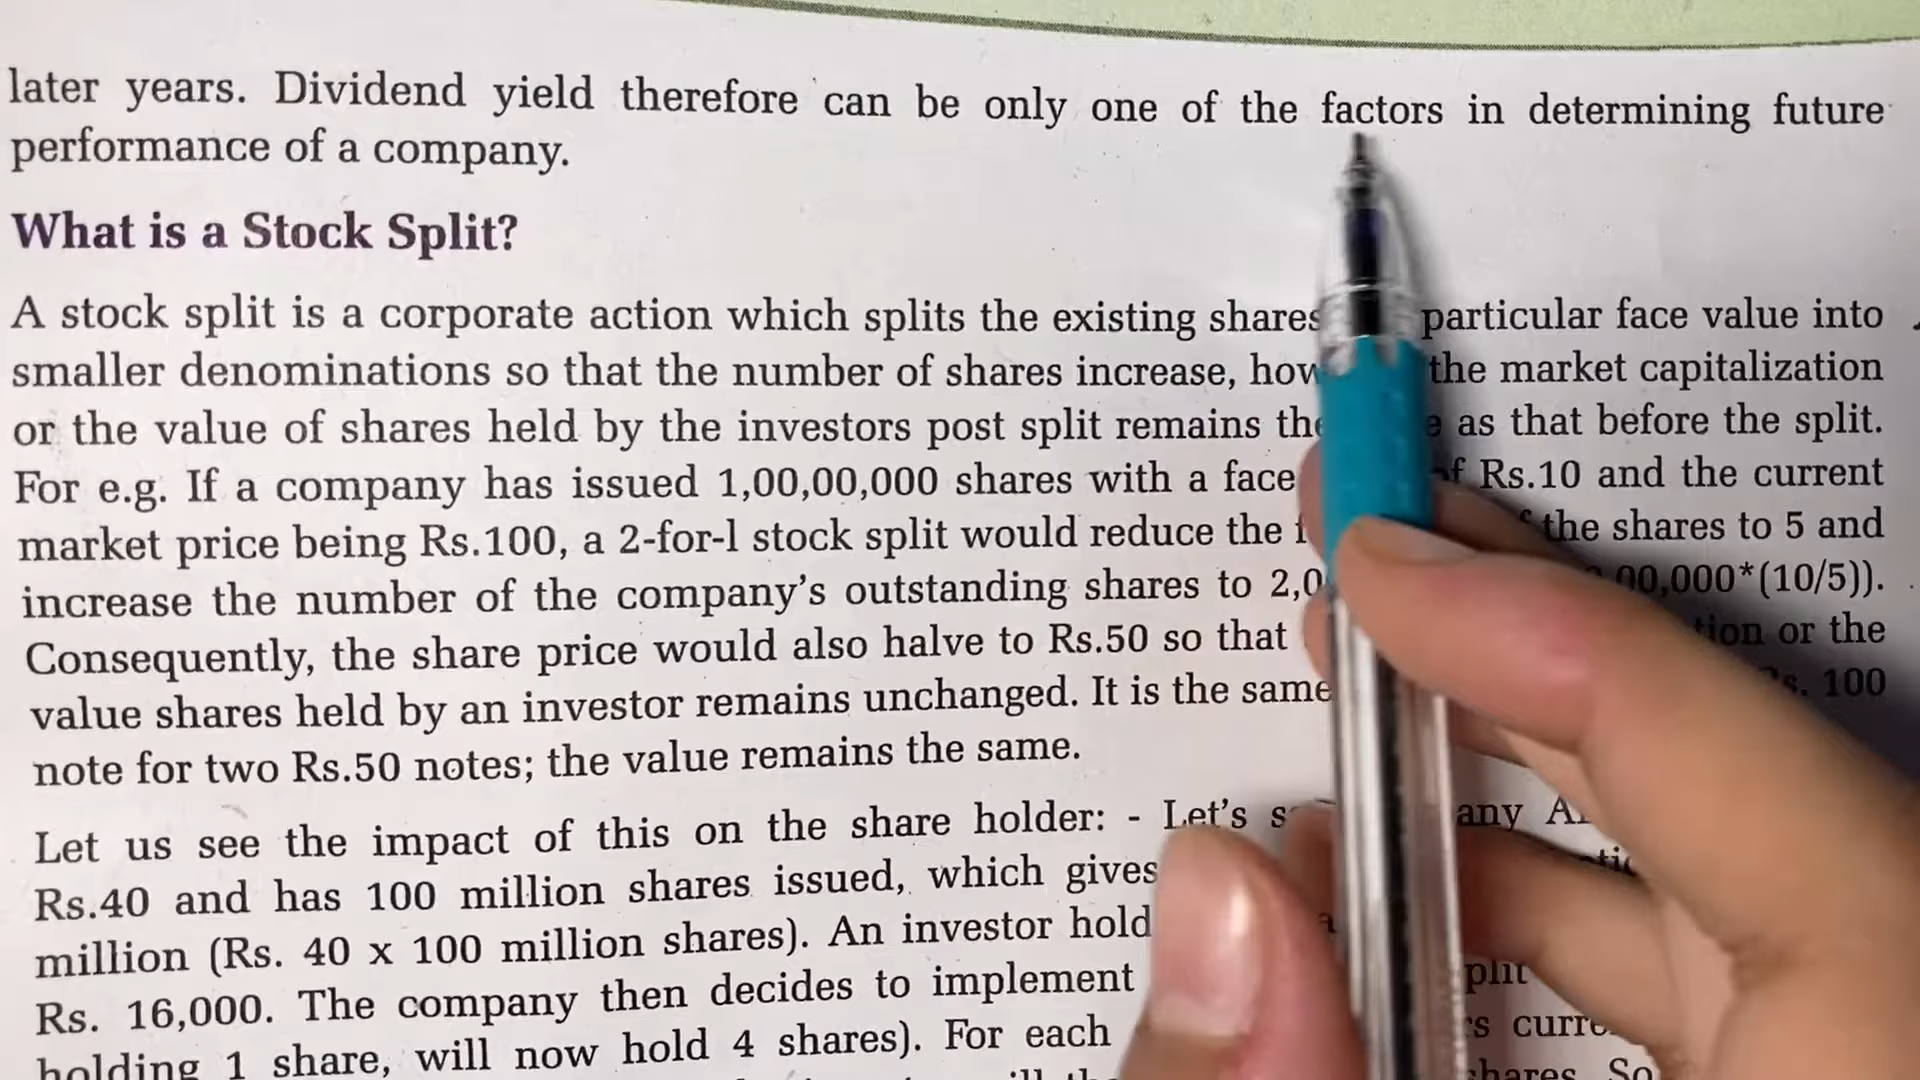 later years. Dividend yield therefore can be only one of the factors in determining future
performance of a company.
What is a Stock Split?
A stock split is a corporate action which splits the existing shares particular face value into
smaller denominations so that the number of shares increase, how the market capitalization
or the value of shares held by the investors post split remains the as that before the split.
For e.g. If a company has issued 1,00,00,000 shares with a face of Rs.10 and the current
market price being Rs.100, a 2-for-l stock split would reduce the the shares to 5 and
increase the number of the company's outstanding shares to 2,0 00,000*(10/5)).
Consequently, the share price would also halve to Rs.50 so that tion or the
value shares held by an investor remains unchanged. It is the same Rs. 100
note for two Rs.50 notes; the value remains the same.
Let us see the impact of this on the share holder: - Let's any
Rs.40 and has 100 million shares issued, which gives
million (Rs. 40 x 100 million shares). An investor hold
Rs. 16,000. The company then decides to implement plit
holding 1 share, will now hold 4 shares). For each curre
shares. So